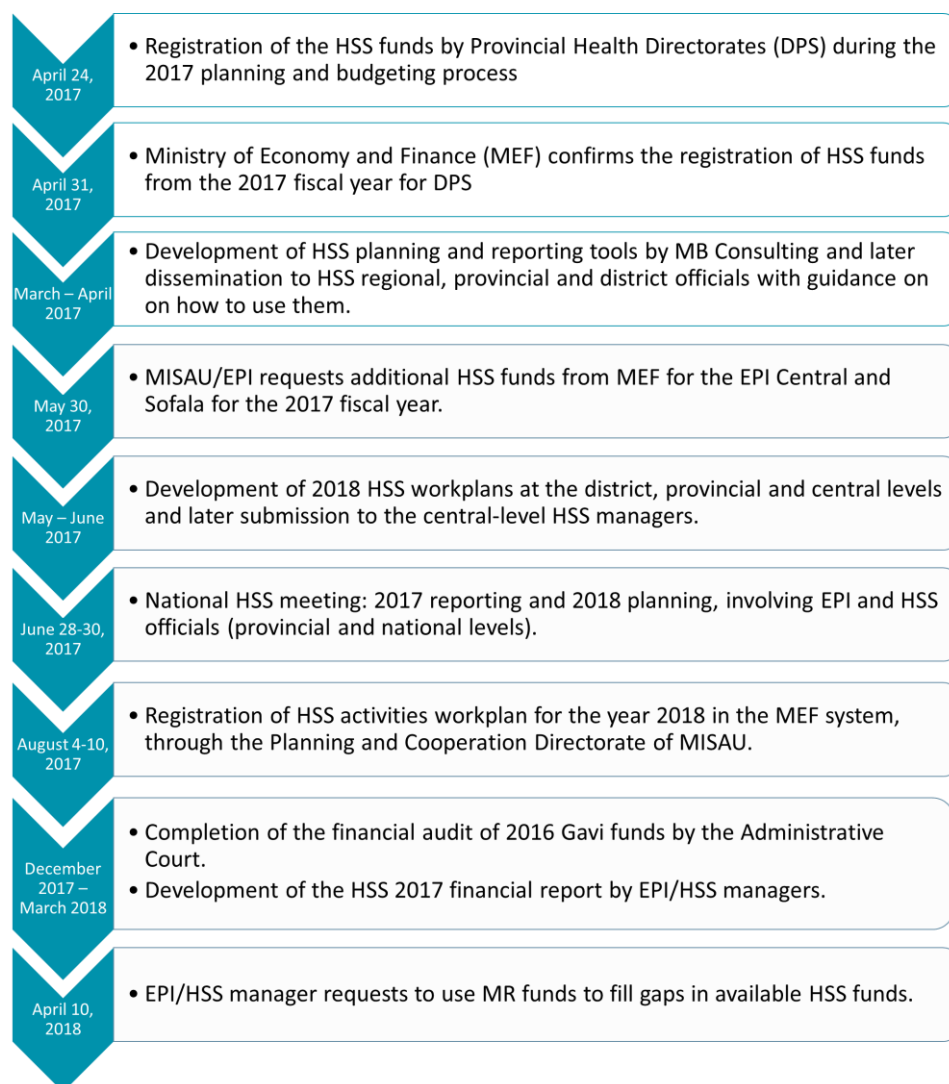 April 24,
2017
• Registration of the HSS funds by Provincial Health Directorates (DPS) during the
2017 planning and budgeting process
April 31,
2017
• Ministry of Economy and Finance (MEF) confirms the registration of HSS funds
from the 2017 fiscal year for DPS
March – April
2017
• Development of HSS planning and reporting tools by MB Consulting and later
dissemination to HSS regional, provincial and district officials with guidance on
on how to use them.
May 30,
2017
• MISAU/EPI requests additional HSS funds from MEF for the EPI Central and
Sofala for the 2017 fiscal year.
May – June
2017
• Development of 2018 HSS workplans at the district, provincial and central levels
and later submission to the central-level HSS managers.
June 28-30,
2017
• National HSS meeting: 2017 reporting and 2018 planning, involving EPI and HSS
officials (provincial and national levels).
August 4-10,
2017
• Registration of HSS activities workplan for the year 2018 in the MEF system,
through the Planning and Cooperation Directorate of MISAU.
December
2017 –
March 2018
• Completion of the financial audit of 2016 Gavi funds by the Administrative
Court.
• Development of the HSS 2017 financial report by EPI/HSS managers.
April 10,
2018
• EPI/HSS manager requests to use MR funds to fill gaps in available HSS funds.